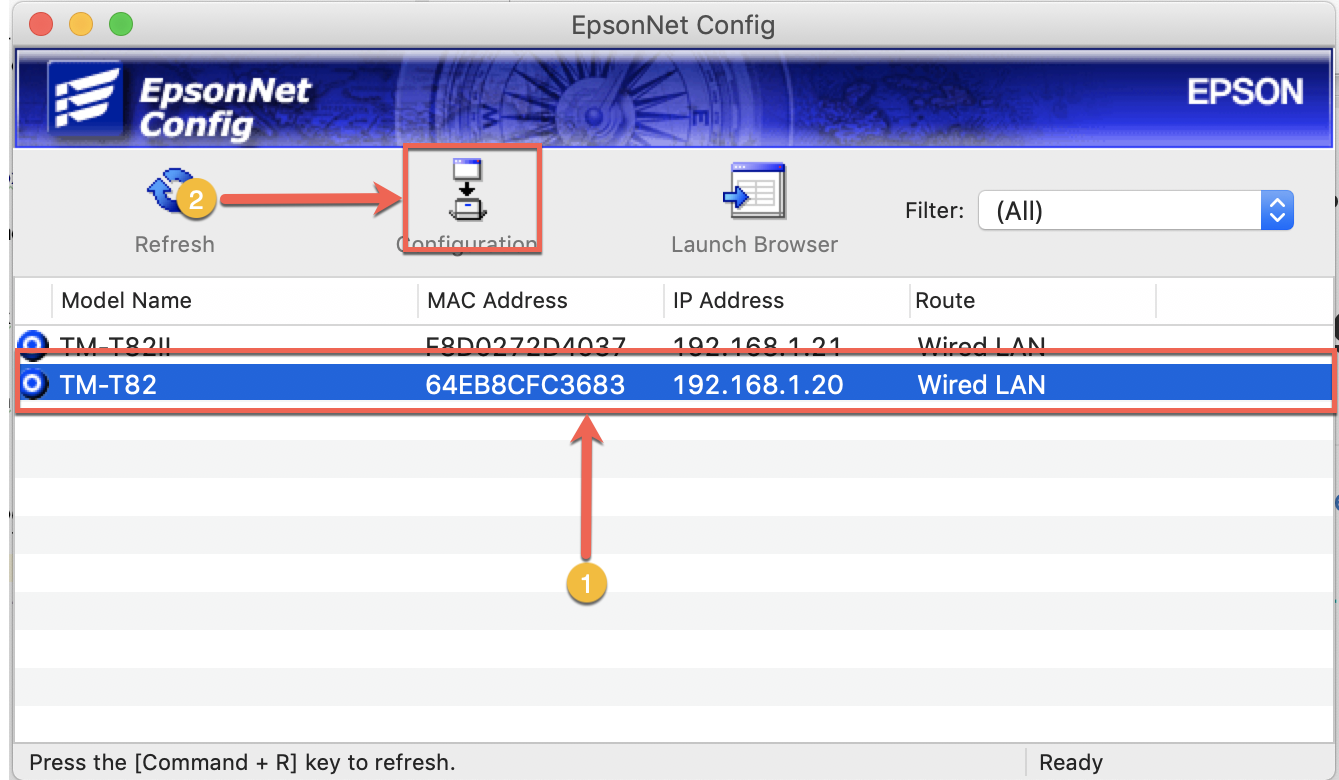 EpsonNet Config
EpsonNet
Config
EPSON
W
E
2
Refresh
Configuration
Launch Browser
Filter:
(All)
Model Name MAC Address IP Address Route
TM-T82II F8D0272D4037 192.168.1.21 Wired LAN
TM-T82 64EB8CFC3683 192.168.1.20 Wired LAN
1
Press the [Command + R] key to refresh.
Ready